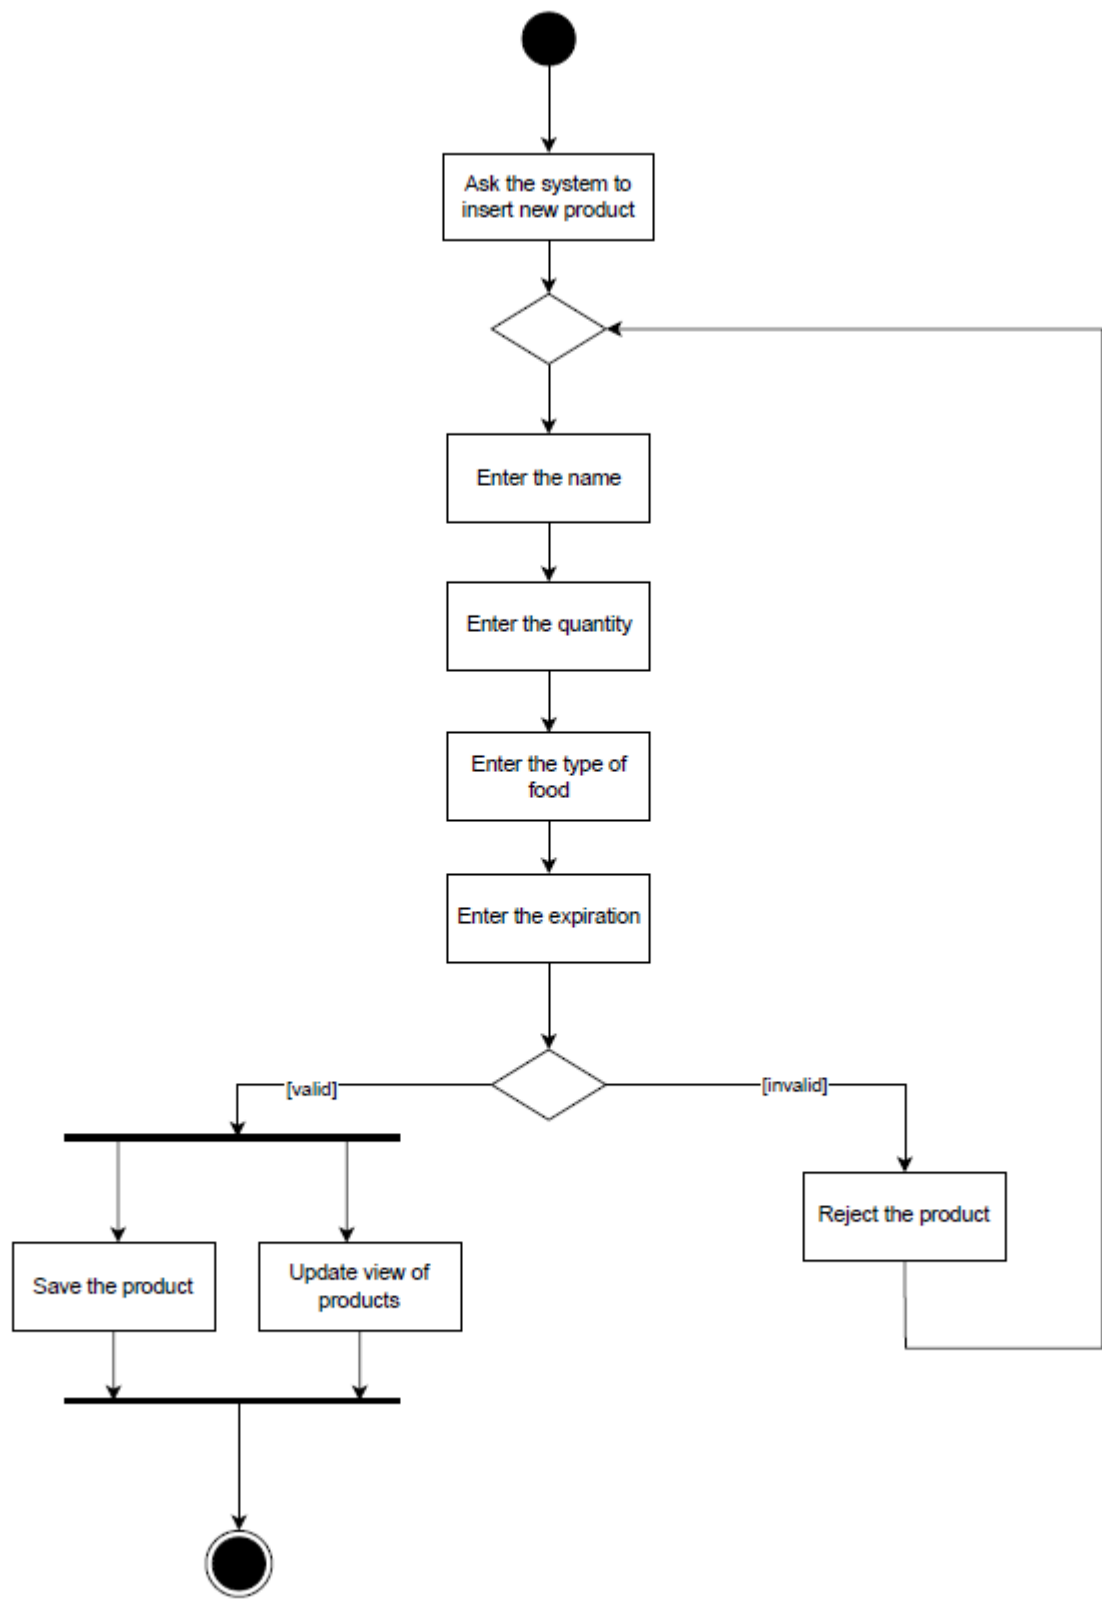 Ask the system to
insert new product
Enter the name
Enter the quantity
Enter the type of
food
Enter the expiration
[valid]
[invalid]
Reject the product
Save the product
Update view of
products